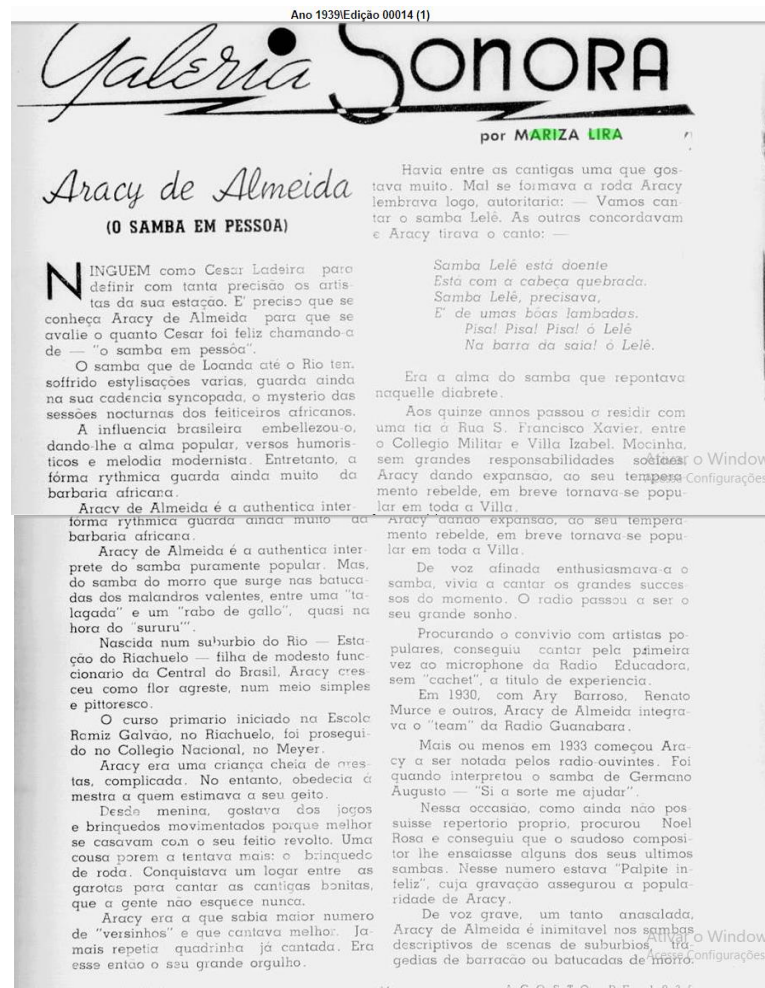 Ano 1939\Edição 00014 (1)
Galeria SONORA
por MARIZA LIRA
Aracy de Almeida
(O SAMBA EM PESSOA)
NINGUEM como Cesar Ladeira para
definir com tanta precisão os artis-
tas da sua estação. E' preciso que se
conheça Aracy de Almeida para que se
avalie o quanto Cesar foi feliz chamando-a
de — "o samba em pessôa".
O samba que de Loanda até o Rio tem
soffrido estylisações varias, guarda ainda
na sua cadencia syncopada, o mysterio das
sessões nocturnas dos feiticeiros africanos.
A influencia brasileira embellezou-o,
dando-lhe a alma popular, versos humoris-
ticos e melodia modernista. Entretanto, a
fórma rythmica guarda ainda muito da
barbaria africana.
Aracy de Almeida é a authentica inter-
fórma rythmica guarda ainda muito da
barbaria africana.
Aracy de Almeida é a authentica inter-
prete do samba puramente popular. Mas,
do samba do morro que surge nas batuca-
das dos malandros valentes, entre uma "ta-
lagada" e um "rabo de gallo", quasi na
hora do "sururu'".
Nascida num suburbio do Rio — Esta-
ção do Riachuelo — filha de modesto func-
cionario da Central do Brasil, Aracy cres-
ceu como flor agreste, num meio simples
e pittoresco.
O curso primario iniciado na Escola
Ramiz Galvão, no Riachuelo, foi prosegui-
do no Collegio Nacional, no Meyer.
Aracy era uma criança cheia de ares-
tas, complicada. No entanto, obedecia á
mestra a quem estimava a seu geito.
Desde menina, gostava dos jogos
e brinquedos movimentados porque melhor
se casavam com o seu feitio revolto. Uma
cousa porem a tentava mais: o brinquedo
de roda. Conquistava um logar entre as
garotas para cantar as cantigas bonitas,
que a gente não esquece nunca.
Aracy era a que sabia maior numero
de "versinhos" e que cantava melhor. Ja-
mais repetia quadrinha já cantada. Era
esse então o seu grande orgulho.
Havia entre as cantigas uma que gos-
tava muito. Mal se formava a roda Aracy
lembrava logo, autoritaria: — Vamos can-
tar o samba Lelê. As outras concordavam
e Aracy tirava o canto: —
Samba Lelê está doente
Está com a cabeça quebrada.
Samba Lelê, precisava,
E' de umas bôas lambadas.
Pisa! Pisa! Pisa! ó Lelê
Na barra da saia! ó Lelê.
Era a alma do samba que repontava
naquelle diabrete.
Aos quinze annos passou a residir com
uma tia á Rua S. Francisco Xavier, entre
o Collegio Militar e Villa Izabel. Mocinha,
sem grandes responsabilidades sociaes,
Aracy dando expansão, ao seu tempera-
mento rebelde, em breve tornava-se popu-
lar em toda a Villa.
Aracy dando expansão, ao seu tempera-
mento rebelde, em breve tornava-se popu-
lar em toda a Villa.
De voz afinada enthusiasmava-a o
samba, vivia a cantar os grandes succes-
sos do momento. O radio passou a ser o
seu grande sonho.
Procurando o convivio com artistas po-
pulares, conseguiu cantar pela primeira
vez ao microphone da Radio Educadora,
sem "cachet", a titulo de experiencia.
Em 1930, com Ary Barroso, Renato
Murce e outros, Aracy de Almeida integra-
va o "team" da Radio Guanabara.
Mais ou menos em 1933 começou Ara-
cy a ser notada pelos radio-ouvintes. Foi
quando interpretou o samba de Germano
Augusto — "Si a sorte me ajudar".
Nessa occasião, como ainda não pos-
suisse repertorio proprio, procurou Noel
Rosa e conseguiu que o saudoso composi-
tor lhe ensaiasse alguns dos seus ultimos
sambas. Nesse numero estava "Palpite in-
feliz", cuja gravação assegurou a popula-
ridade de Aracy.
De voz grave, um tanto anasalada,
Aracy de Almeida é inimitavel nos sambas
descriptivos de scenas de suburbios, tra-
gedias de barracão ou batucadas de morro.
Ativar o Window
Acesse Configurações
Ativar o Window
Acesse Configurações